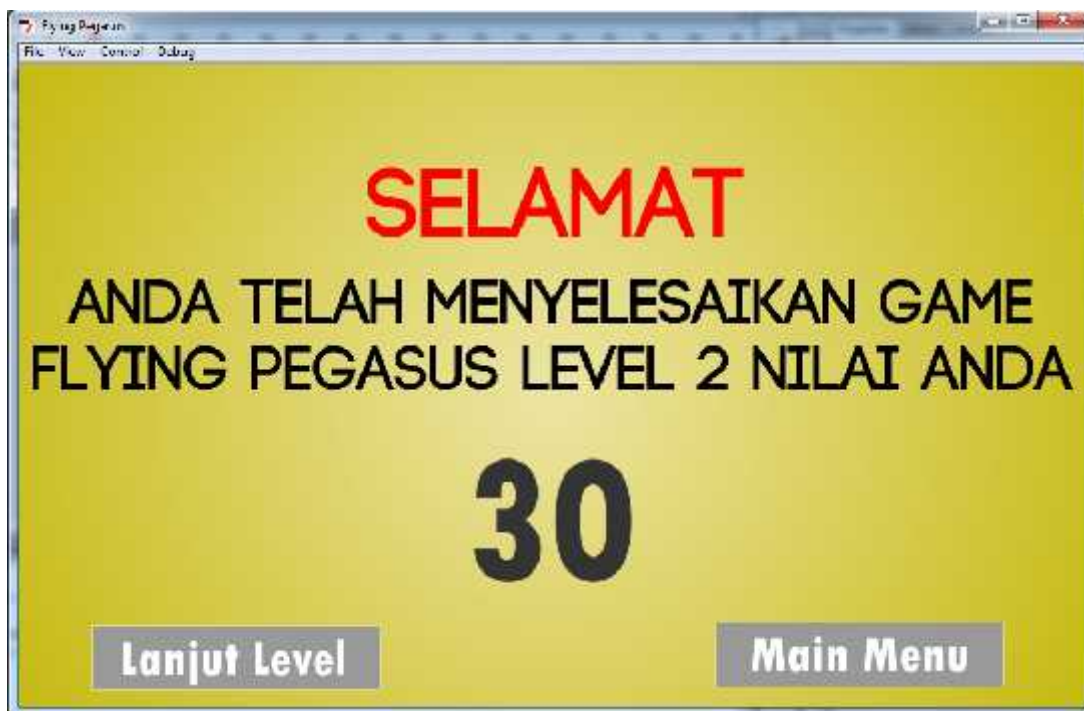 Flying Pegasus
File View Control Debug
SELAMAT
ANDA TELAH MENYELESAIKAN GAME
FLYING PEGASUS LEVEL 2 NILAI ANDA
30
Lanjut Level
Main Menu